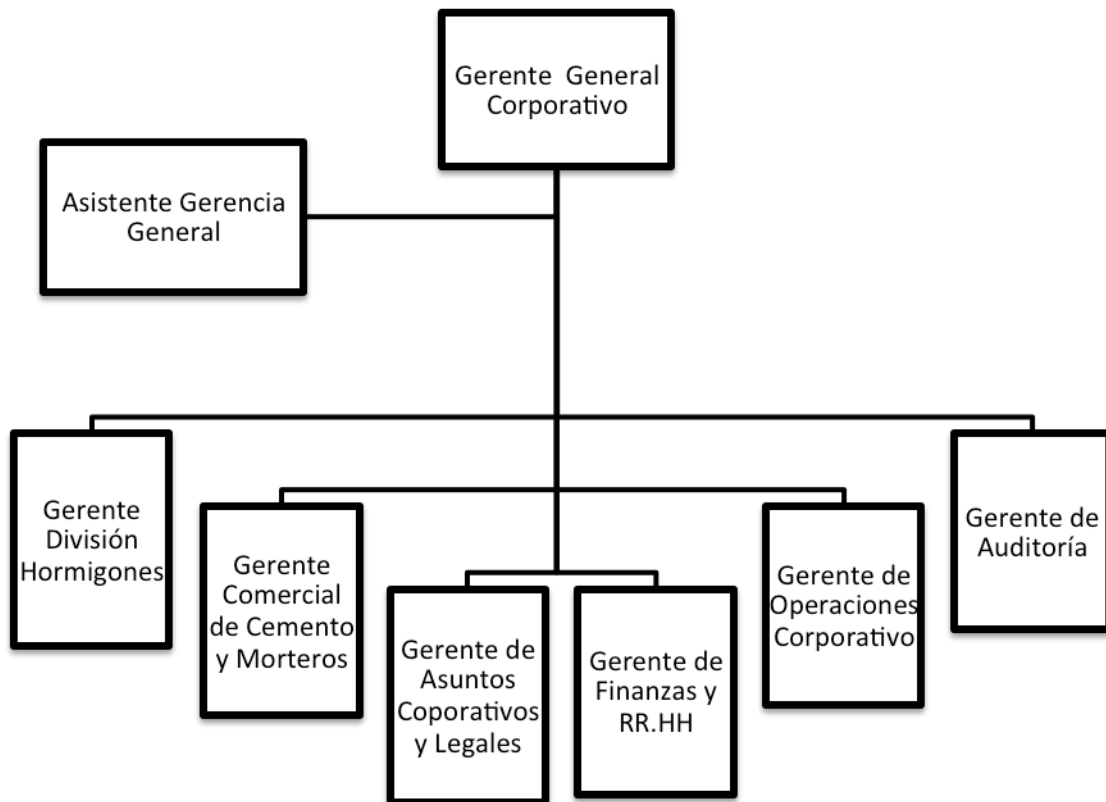 Gerente General
Corporativo
Asistente Gerencia
General
Gerente
División
Hormigones
Gerente
Comercial
de Cemento
y Morteros
Gerente de
Asuntos
Coporativos
y Legales
Gerente de
Finanzas y
RR.HH
Gerente de
Operaciones
Corporativo
Gerente de
Auditoría